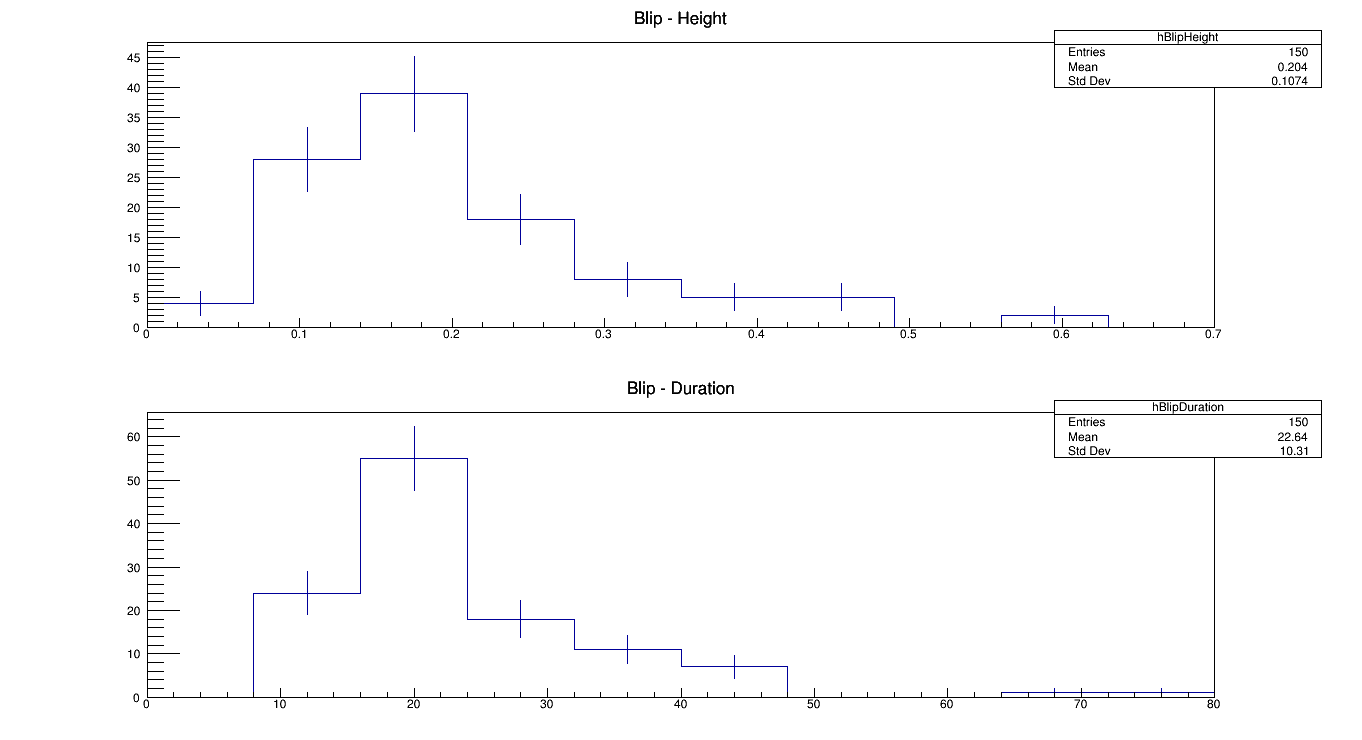 Blip - Height
hBlipHeight
Entries 150
Mean 0.204
Std Dev 0.1074
45
40
35
30
25
20
15
10
5
0
0 0.1 0.2 0.3 0.4 0.5 0.6 0.7
Blip - Duration
hBlipDuration
Entries 150
Mean 22.64
Std Dev 10.31
60
50
40
30
20
10
0
0 10 20 30 40 50 60 70 80